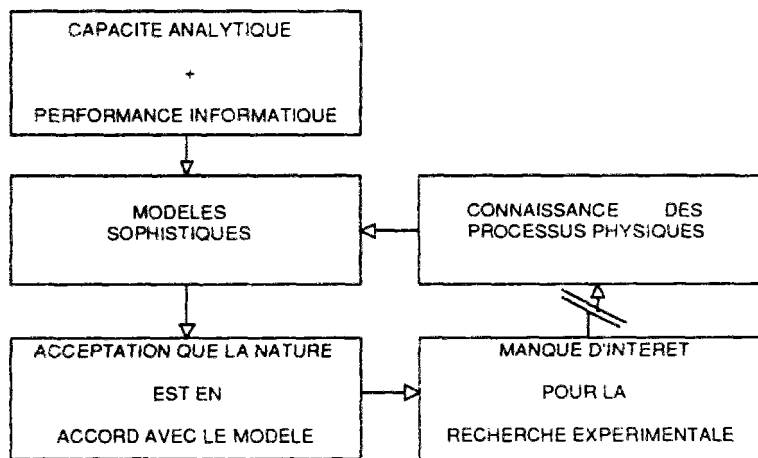 CAPACITE ANALYTIQUE
+
PERFORMANCE INFORMATIQUE
MODELES
SOPHISTIQUES
CONNAISSANCE DES
PROCESSUS PHYSIQUES
ACCEPTATION QUE LA NATURE
EST EN
ACCORD AVEC LE MODELE
MANQUE D'INTERET
POUR LA
RECHERCHE EXPERIMENTALE